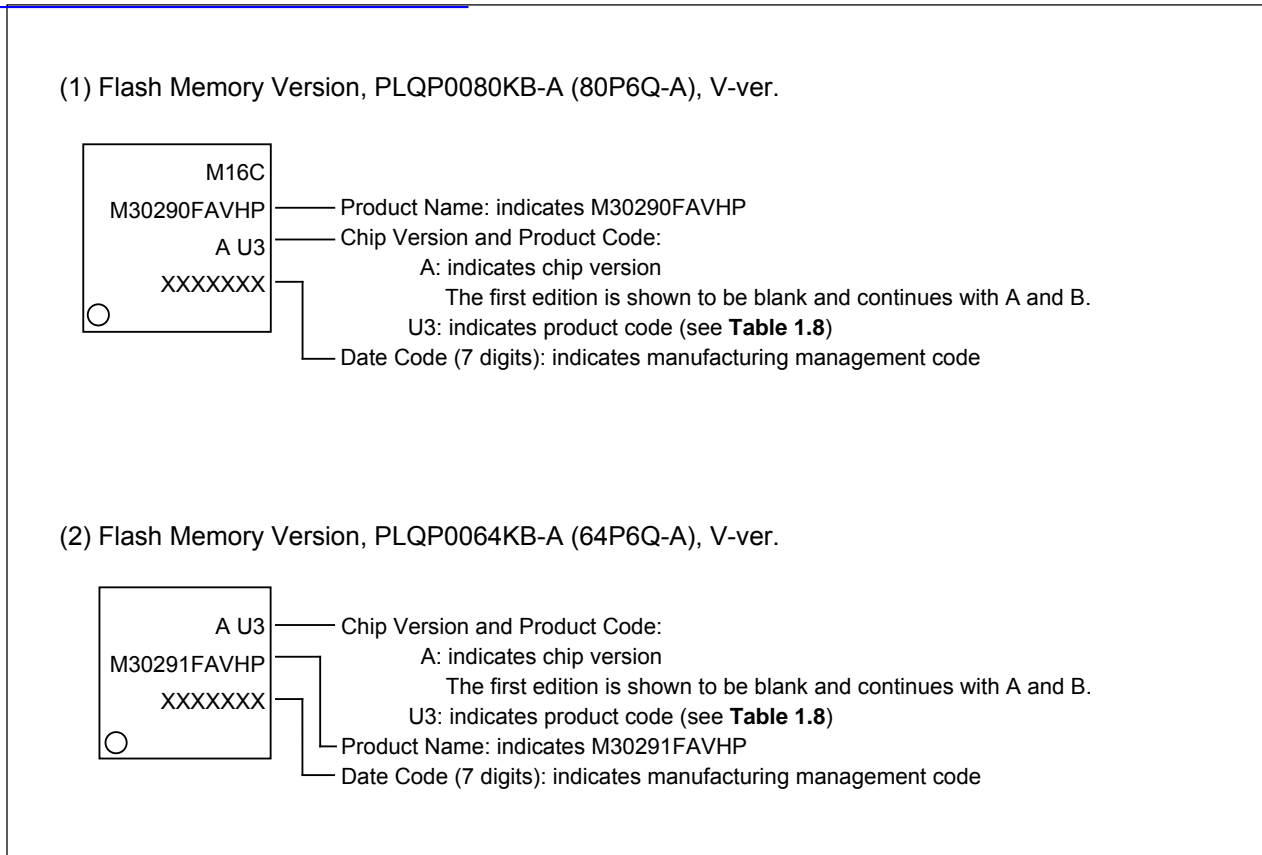 (1) Flash Memory Version, PLQP0080KB-A (80P6Q-A), V-ver.
M16C
M30290FAVHP
Product Name: indicates M30290FAVHP
A U3
Chip Version and Product Code:
A: indicates chip version
The first edition is shown to be blank and continues with A and B.
U3: indicates product code (see Table 1.8)
XXXXXXX
Date Code (7 digits): indicates manufacturing management code
(2) Flash Memory Version, PLQP0064KB-A (64P6Q-A), V-ver.
A U3
Chip Version and Product Code:
A: indicates chip version
The first edition is shown to be blank and continues with A and B.
U3: indicates product code (see Table 1.8)
M30291FAVHP
Product Name: indicates M30291FAVHP
XXXXXXX
Date Code (7 digits): indicates manufacturing management code